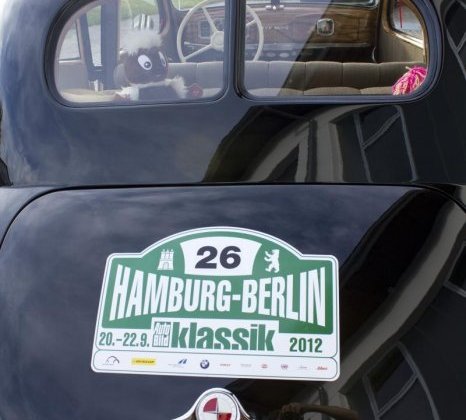 26
HAMBURG-BERLIN
20.-22.9. Auto Bild klassik 2012